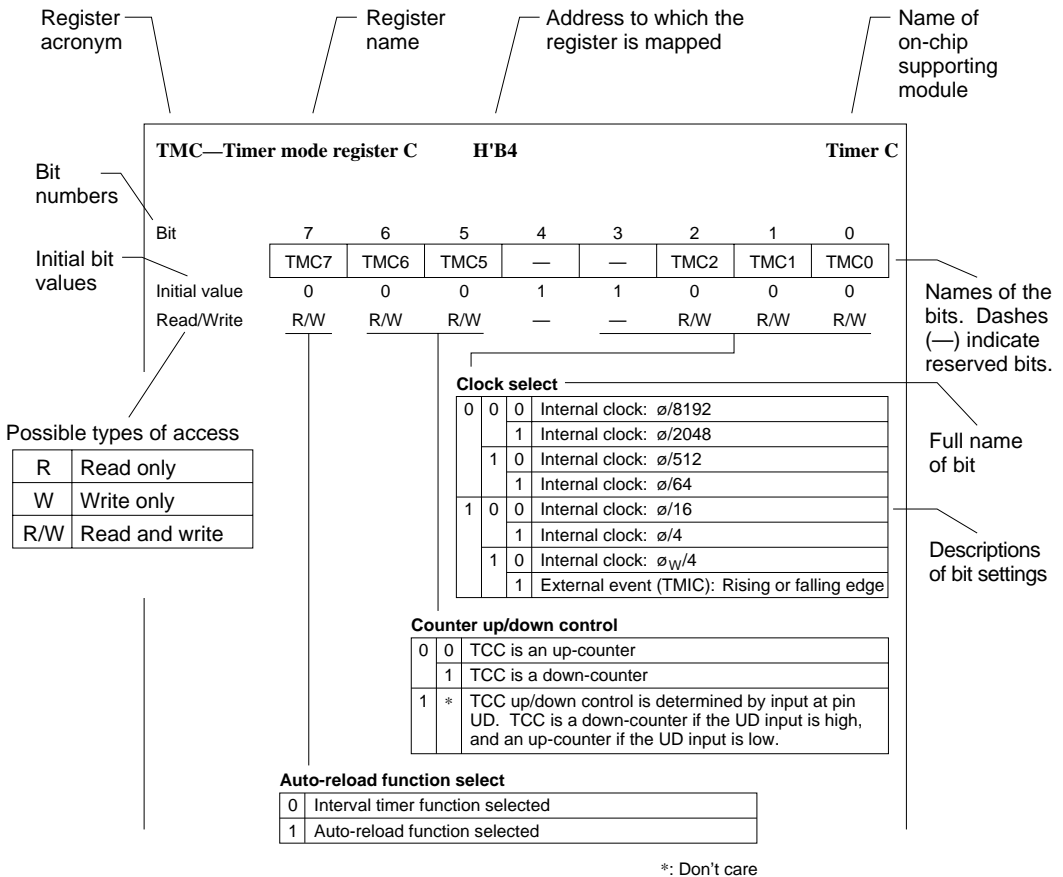 Register acronym
Register name
Address to which the register is mapped
Name of on-chip supporting module
TMC—Timer mode register C H'B4 Timer C
Bit numbers
Bit 7 6 5 4 3 2 1 0
Initial bit values
TMC7 TMC6 TMC5 — — TMC2 TMC1 TMC0
Initial value 0 0 0 1 1 0 0 0
Read/Write R/W R/W R/W — — R/W R/W R/W
Names of the bits. Dashes (—) indicate reserved bits.
Possible types of access
R Read only
W Write only
R/W Read and write
Clock select
0 0 0 Internal clock: ø/8192
1 Internal clock: ø/2048
1 0 Internal clock: ø/512
1 Internal clock: ø/64
1 0 0 Internal clock: ø/16
1 Internal clock: ø/4
1 0 Internal clock: øW/4
1 External event (TMIC): Rising or falling edge
Full name of bit
Descriptions of bit settings
Counter up/down control
0 0 TCC is an up-counter
1 TCC is a down-counter
1 * TCC up/down control is determined by input at pin
UD. TCC is a down-counter if the UD input is high,
and an up-counter if the UD input is low.
Auto-reload function select
0 Interval timer function selected
1 Auto-reload function selected
*: Don't care